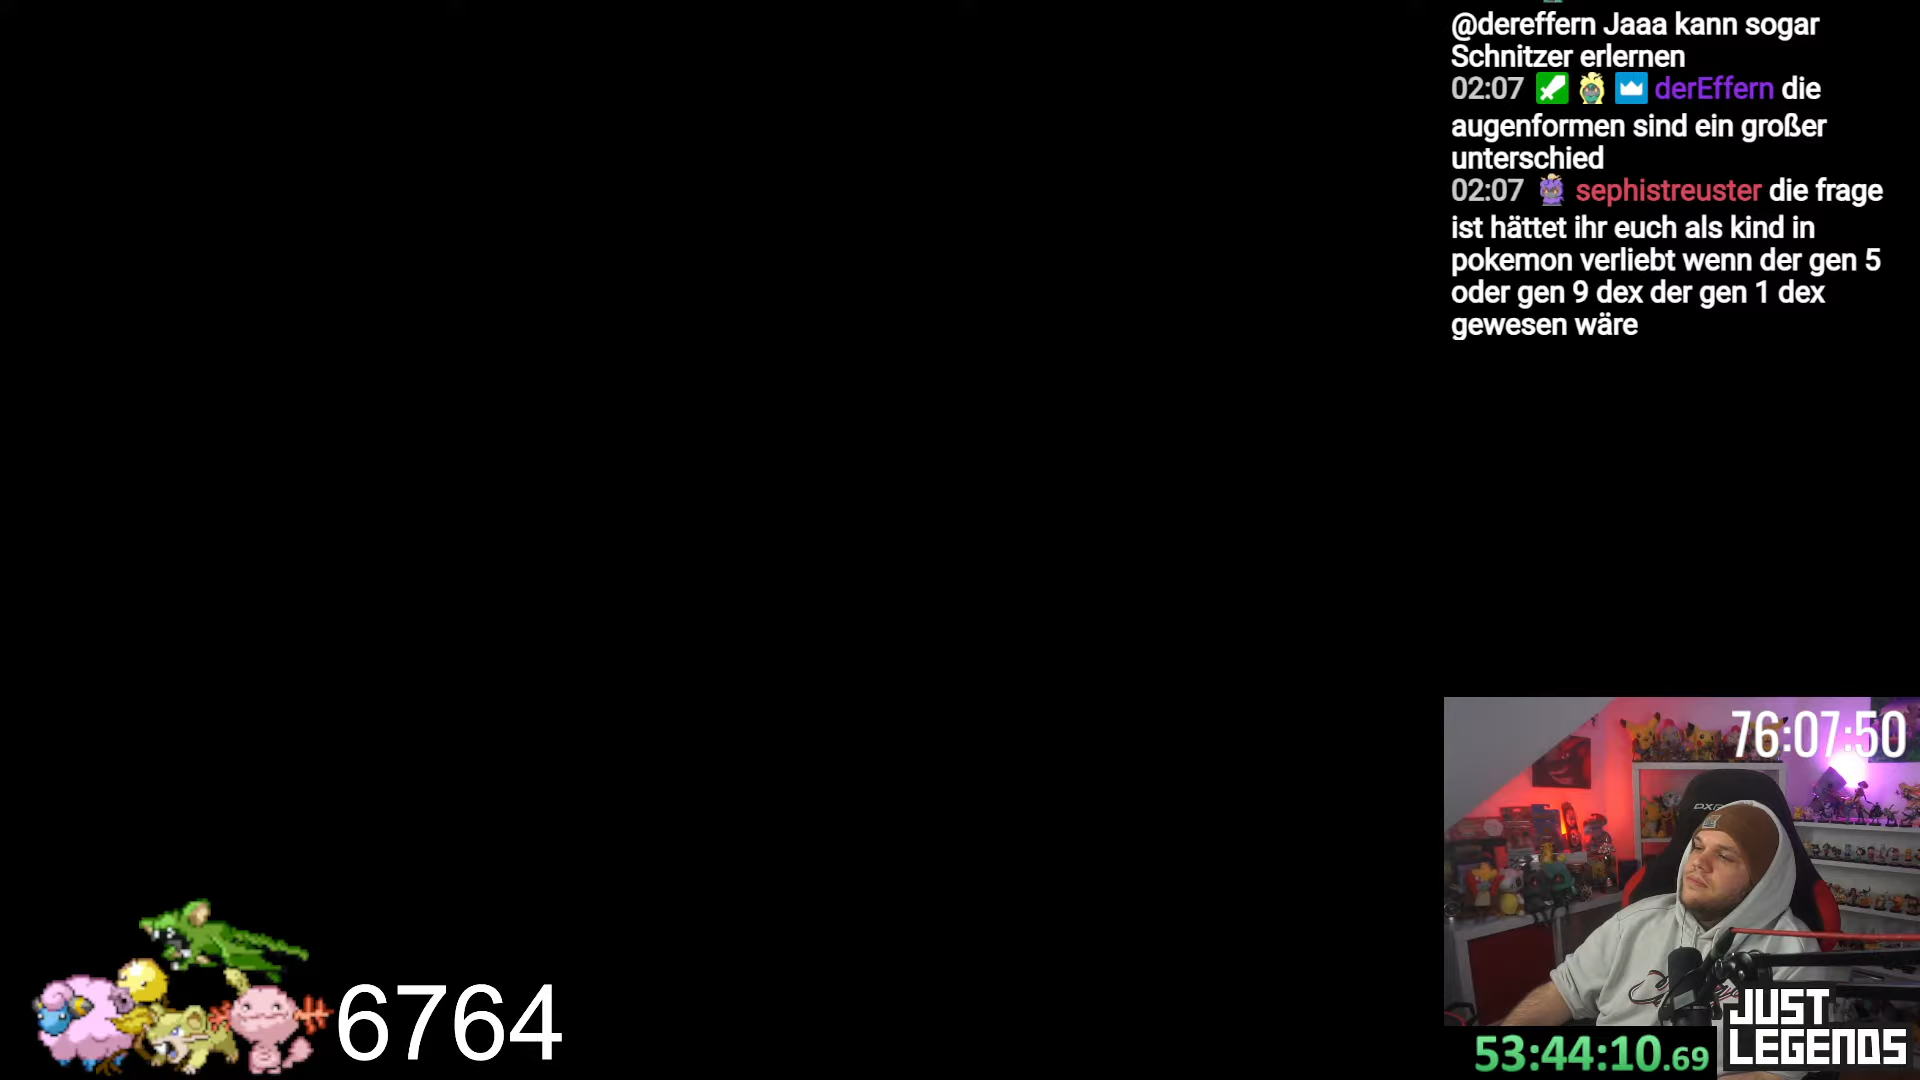 @dereffern Jaaa kann sogar
Schnitzer erlernen
02:07 derEffern die
augenformen sind ein großer
unterschied
02:07 sephistreuster die frage
ist hättet ihr euch als kind in
pokemon verliebt wenn der gen 5
oder gen 9 dex der gen 1 dex
gewesen wäre
76:07:50
6764
53:44:10.69
JUST
LEGENDS